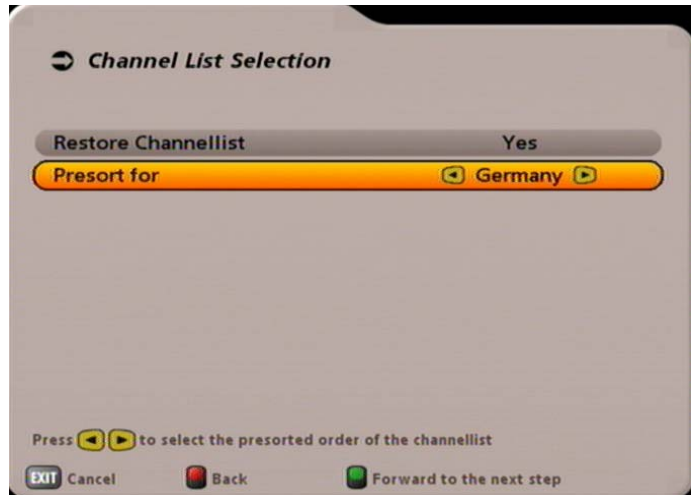 Channel List Selection
Restore Channellist Yes
Presort for Germany
Press to select the presorted order of the channellist
EXIT Cancel Back Forward to the next step